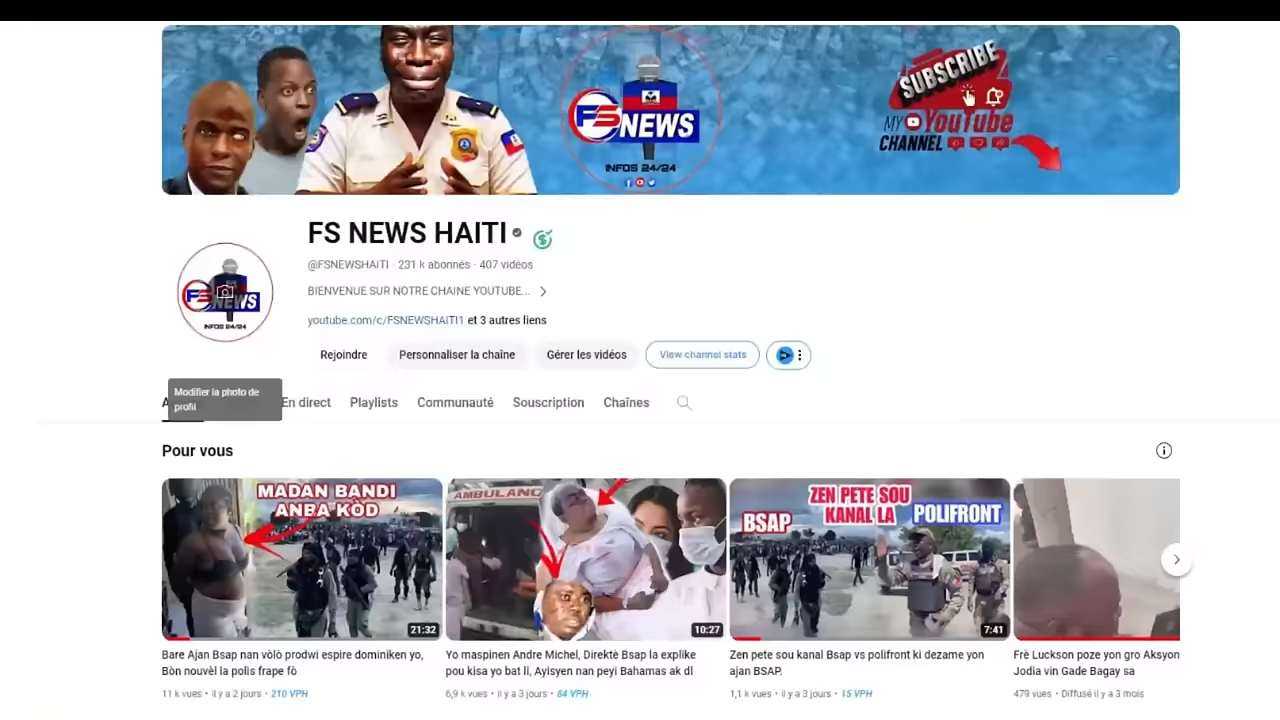 SUBSCRIBE
MY YouTube
CHANNEL
FS NEWS
INFOS 24/24
FS NEWS HAITI
@FSNEWSHAITI · 231 k abonnés · 407 vidéos
BIENVENUE SUR NOTRE CHAINE YOUTUBE...
FS NEWS
INFOS 24/24
youtube.com/c/FSNEWSHAITI1 et 3 autres liens
Rejoindre Personnaliser la chaîne Gérer les vidéos View channel stats
Modifier la photo de
profil
En direct Playlists Communauté Souscription Chaînes
Pour vous
MADAN BANDI
ANBA KÒD
21:32
AMBULANC
10:27
ZEN PETE SOU
KANAL LA
BSAP
POLIFRONT
7:41
Bare Ajan Bsap nan vòlò prodwi espire dominiken yo,
Bòn nouvèl la polis frape fò
11 k vues • il y a 2 jours • 210 VPH
Yo maspinen Andre Michel, Direktè Bsap la eksplike
pou kisa yo bat li, Ayisyen nan peyi Bahamas ak dl
6,9 k vues • il y a 3 jours • 84 VPH
Zen pete sou kanal Bsap vs polifront ki dezame yon
ajan BSAP.
1,1 k vues • il y a 3 jours • 15 VPH
Frè Luckson poze yon gro Aksyon
Jodia vin Gade Bagay sa
479 vues • Diffusé il y a 3 mois